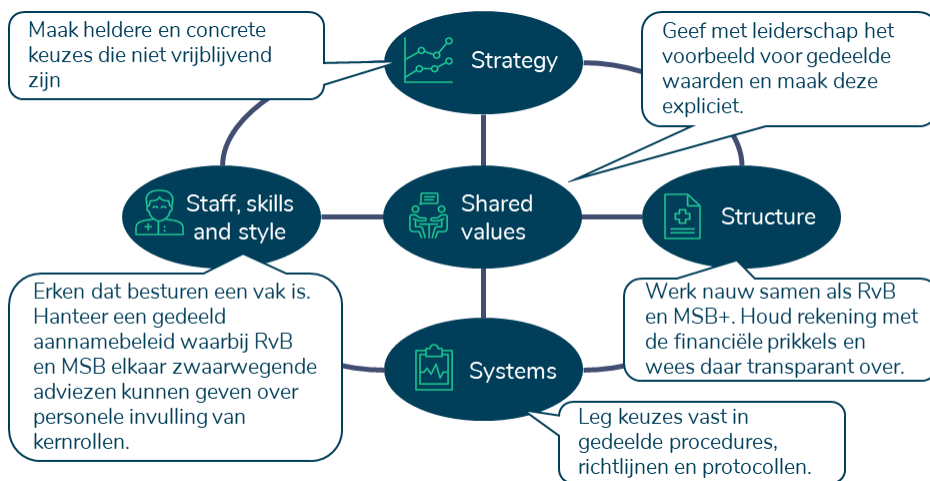 Maak heldere en concrete
keuzes die niet vrijblijvend
zijn
Strategy
Geef met leiderschap het
voorbeeld voor gedeelde
waarden en maak deze
expliciet.
Staff, skills
and style
Shared
values
Structure
Erken dat besturen een vak is.
Hanteer een gedeeld
aannamebeleid waarbij RvB
en MSB elkaar zwaarwegende
adviezen kunnen geven over
personele invulling van
kernrollen.
Systems
Werk nauw samen als RvB
en MSB+. Houd rekening met
de financiële prikkels en
wees daar transparant over.
Leg keuzes vast in
gedeelde procedures,
richtlijnen en protocollen.